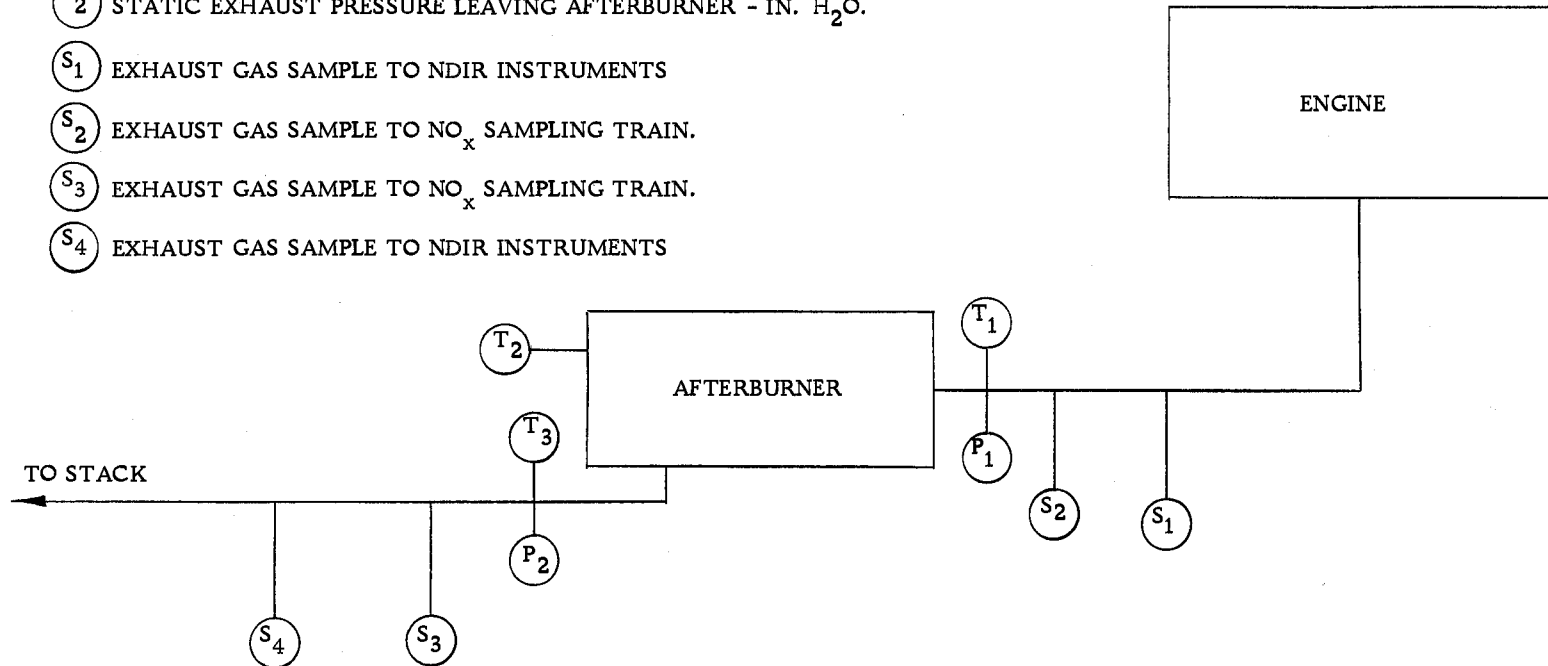 2 STATIC EXHAUST PRESSURE LEAVING AFTERBURNER - IN. H2O.
S1 EXHAUST GAS SAMPLE TO NDIR INSTRUMENTS
S2 EXHAUST GAS SAMPLE TO NOx SAMPLING TRAIN.
S3 EXHAUST GAS SAMPLE TO NOx SAMPLING TRAIN.
S4 EXHAUST GAS SAMPLE TO NDIR INSTRUMENTS
ENGINE
T1
T2
AFTERBURNER
T3
P1
TO STACK
S2
S1
P2
S4
S3